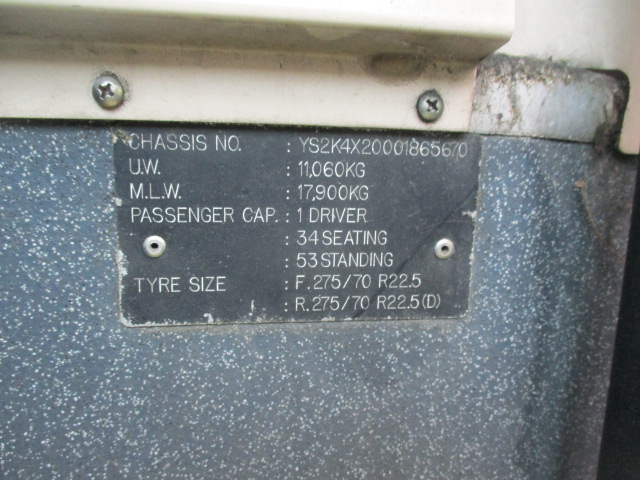 CHASSIS NO. : YS2K4X20001865670
U.W. : 11,060KG
M.L.W. : 17,900KG
PASSENGER CAP. : 1 DRIVER
: 34 SEATING
: 53 STANDING
TYRE SIZE : F. 275/70 R22.5
: R. 275/70 R22.5 (D)